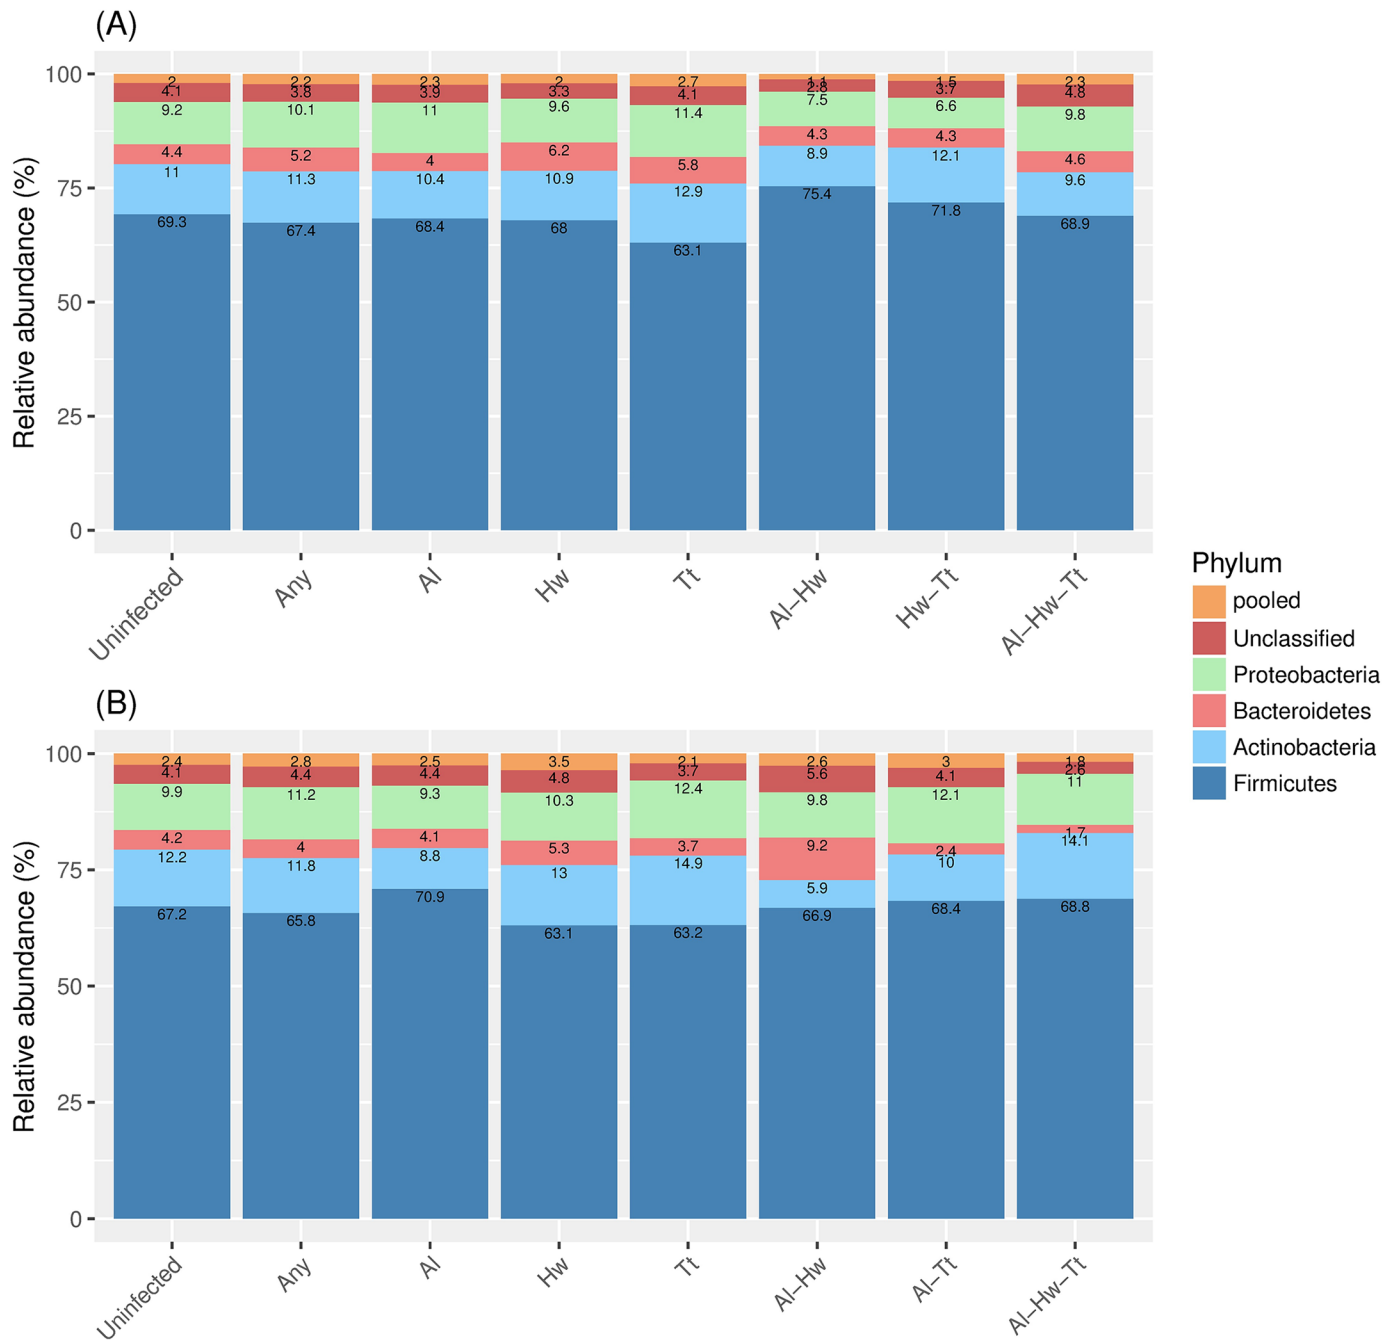 (A)
Relative abundance (%)
100
75
50
25
0
2 2.2 2.3 2 2.7 1.1 1.5 2.3
4.1 3.8 3.9 3.3 4.1 2.8 3.7 4.8
9.2 10.1 11 9.6 11.4 7.5 6.6 9.8
4.4 5.2 4 6.2 5.8 4.3 4.3 4.6
11 11.3 10.4 10.9 12.9 8.9 12.1 9.6
69.3 67.4 68.4 68 63.1 75.4 71.8 68.9
Uninfected Any Al Hw Tt Al-Hw Hw-Tt Al-Hw-Tt
Phylum
pooled
Unclassified
Proteobacteria
Bacteroidetes
Actinobacteria
Firmicutes
(B)
Relative abundance (%)
100
75
50
25
0
2.4 2.8 2.5 3.5 2.1 2.6 3 1.8
4.1 4.4 4.4 4.8 3.7 5.6 4.1 2.6
9.9 11.2 9.3 10.3 12.4 9.8 12.1 11
4.2 4 4.1 5.3 3.7 9.2 2.4 1.7
12.2 11.8 8.8 13 14.9 5.9 10 14.1
67.2 65.8 70.9 63.1 63.2 66.9 68.4 68.8
Uninfected Any Al Hw Tt Al-Hw Al-Tt Al-Hw-Tt